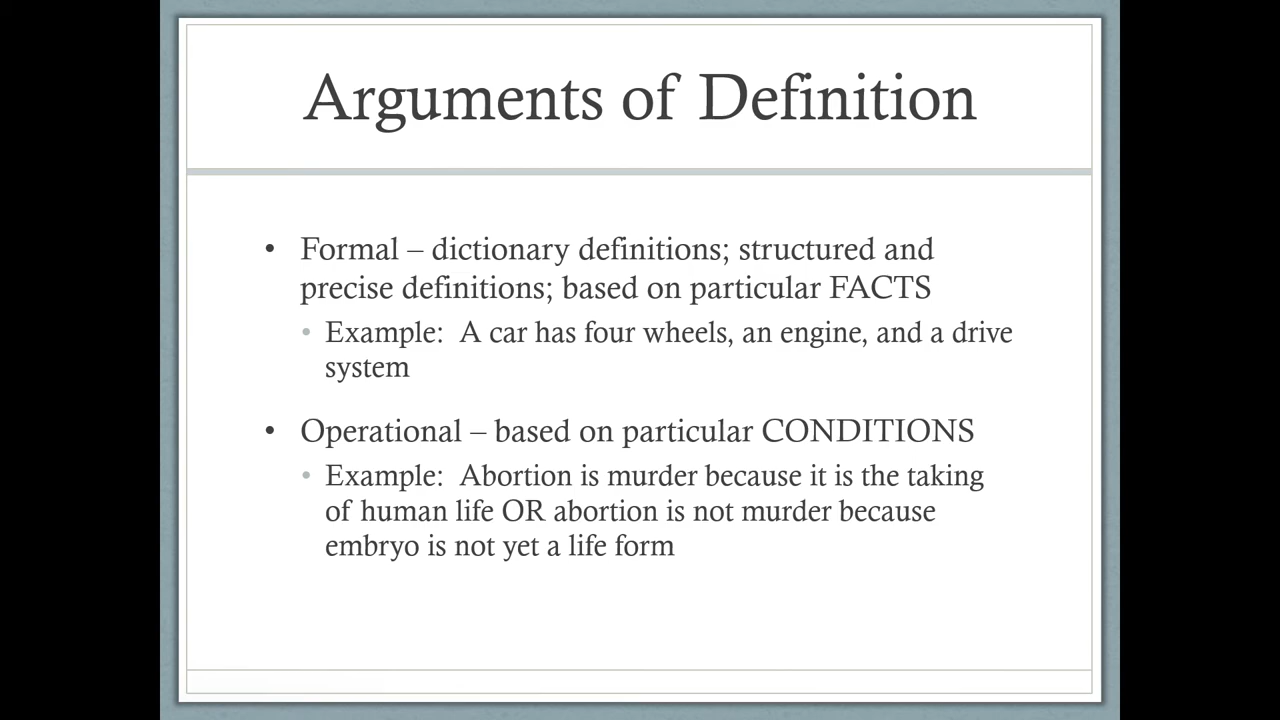 Arguments of Definition
• Formal – dictionary definitions; structured and
precise definitions; based on particular FACTS
• Example:  A car has four wheels, an engine, and a drive
system
• Operational – based on particular CONDITIONS
• Example:  Abortion is murder because it is the taking
of human life OR abortion is not murder because
embryo is not yet a life form